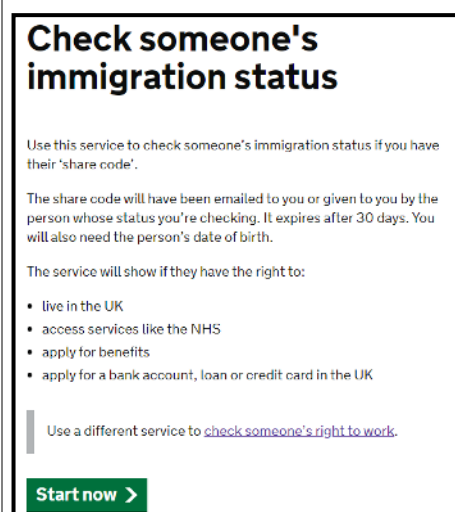 Check someone's
immigration status
Use this service to check someone's immigration status if you have
their ‘share code’.
The share code will have been emailed to you or given to you by the
person whose status you're checking. It expires after 30 days. You
will also need the person's date of birth.
The service will show if they have the right to:
• live in the UK
• access services like the NHS
• apply for benefits
• apply for a bank account, loan or credit card in the UK
Use a different service to check someone's right to work.
Start now >